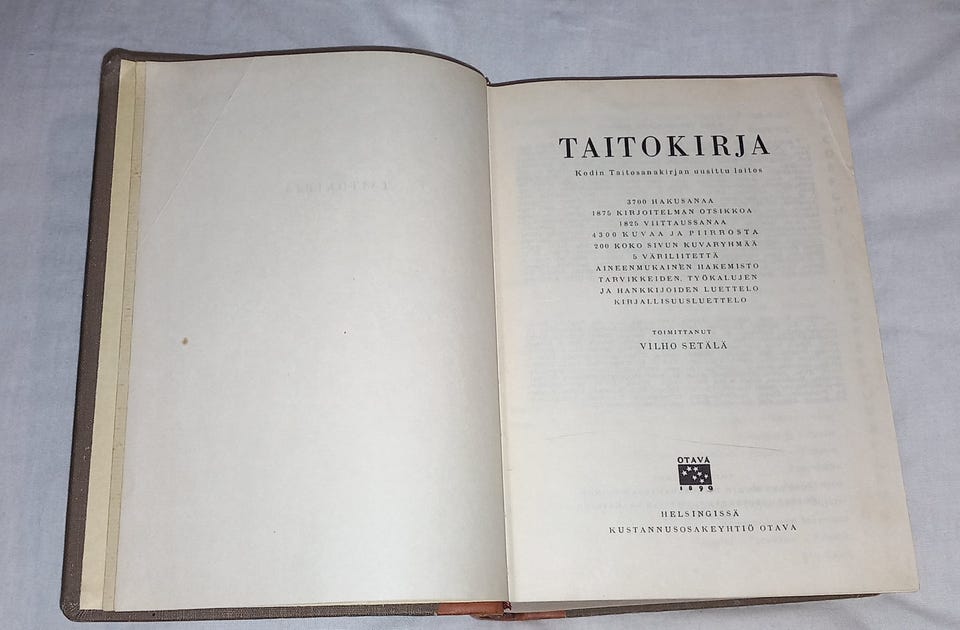 TAITOKIRJA
Kodin Taitosanakirjan uusittu laitos
3700 HAKUSANAA
1875 KIRJOITELMAN OTSIKKOA
1825 VIITTAUSSANAA
4300 KUVAA JA PIIRROSTA
200 KOKO SIVUN KUVARYHMÄÄ
5 VÄRILIITETTÄ
AINEENMUKAINEN HAKEMISTO
TARVIKKEIDEN, TYÖKALUJEN
JA HANKKIJOIDEN LUETTELO
KIRJALLISUUSLUETTELO
TOIMITTANUT
VILHO SETÄLÄ
OTAVA
1890
HELSINGISSÄ
KUSTANNUSOSAKEYHTIÖ OTAVA